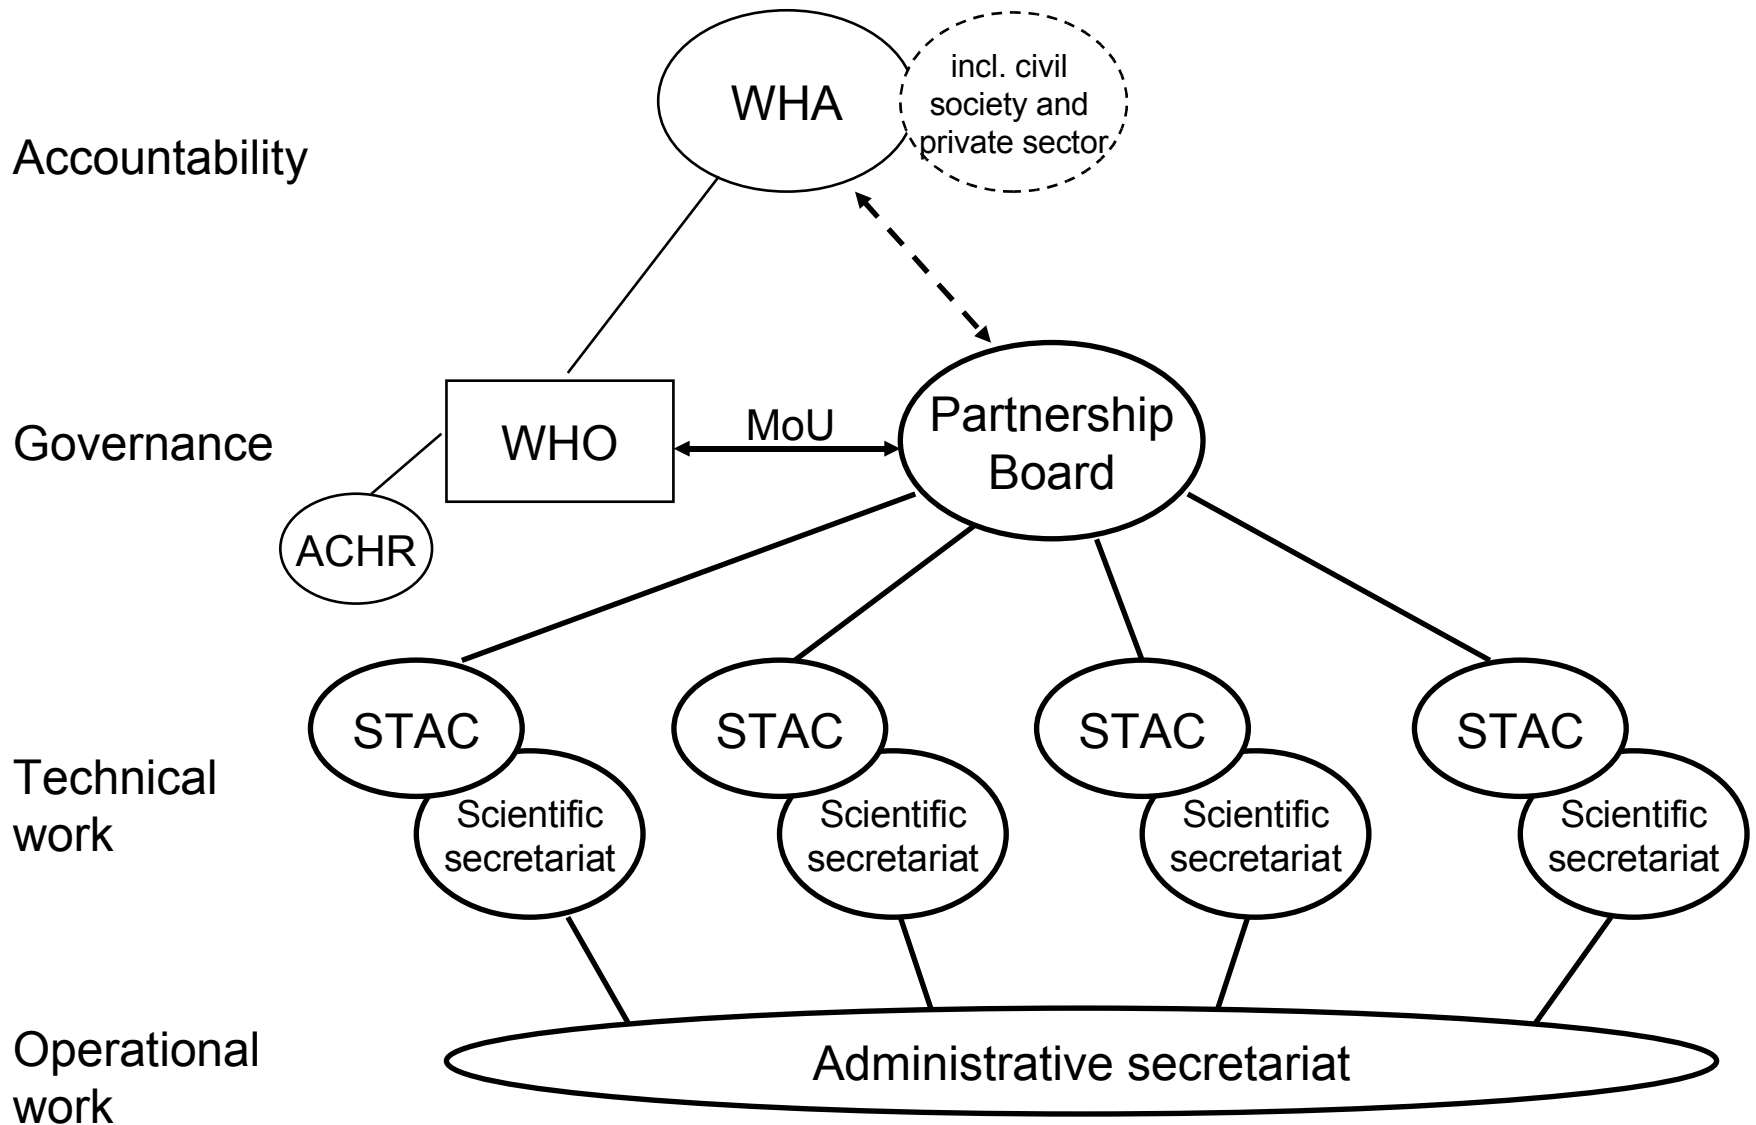 incl. civil
society and
private sector
WHA
Accountability
MoU
Partnership
Board
Governance
WHO
ACHR
STAC
STAC
STAC
STAC
Technical
work
Scientific
secretariat
Scientific
secretariat
Scientific
secretariat
Scientific
secretariat
Operational
work
Administrative secretariat